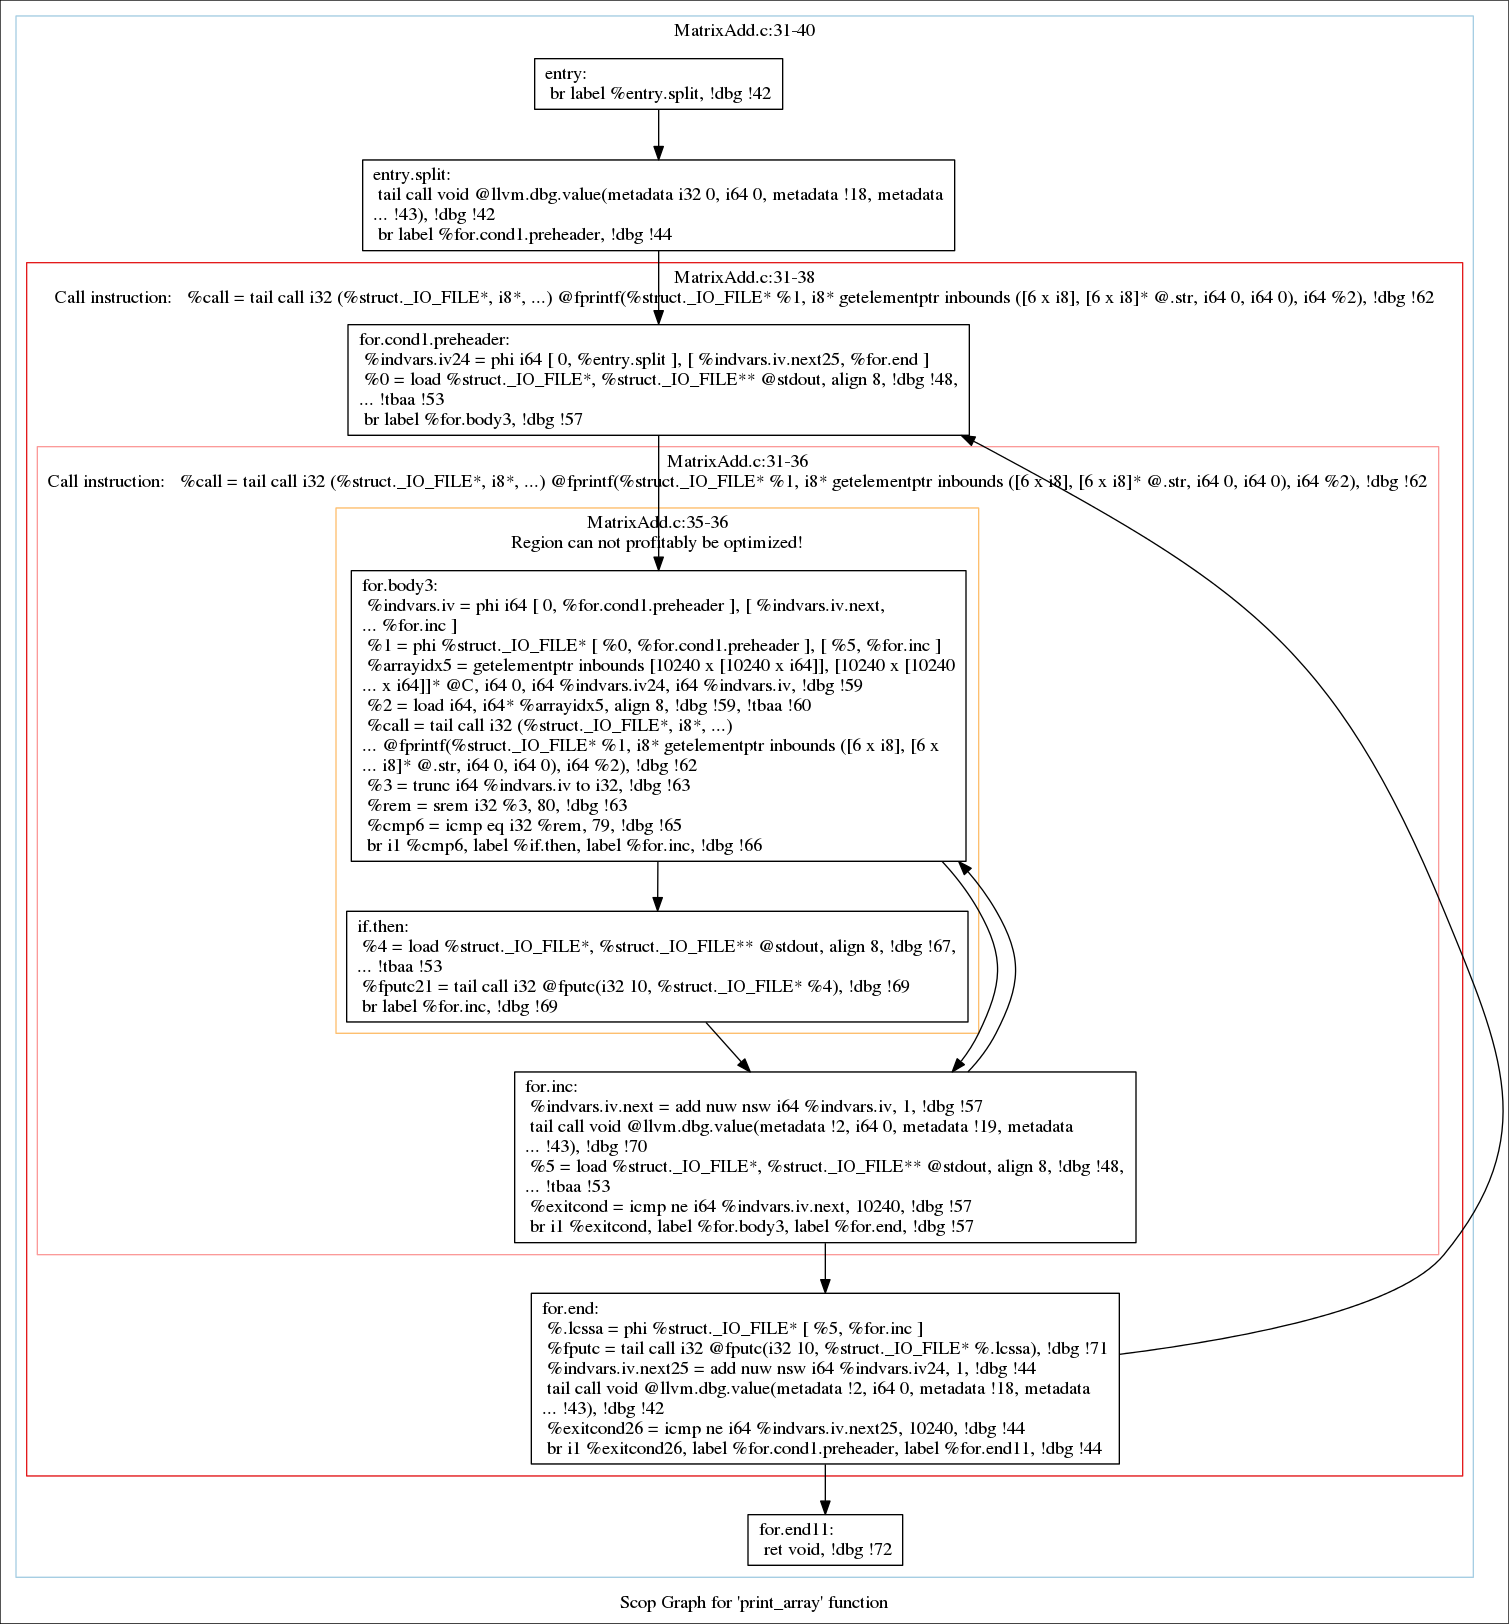 MatrixAdd.c:31-40
entry:
br label %entry.split, !dbg !42
entry.split:
tail call void @llvm.dbg.value(metadata i32 0, i64 0, metadata !18, metadata
... !43), !dbg !42
br label %for.cond1.preheader, !dbg !44
MatrixAdd.c:31-38
Call instruction: %call = tail call i32 (%struct._IO_FILE*, i8*, ...) @fprintf(%struct._IO_FILE* %1, i8* getelementptr inbounds ([6 x i8], [6 x i8]* @.str, i64 0, i64 0), i64 %2), !dbg !62
for.cond1.preheader:
%indvars.iv24 = phi i64 [ 0, %entry.split ], [ %indvars.iv.next25, %for.end ]
%0 = load %struct._IO_FILE*, %struct._IO_FILE** @stdout, align 8, !dbg !48,
... !tbaa !53
br label %for.body3, !dbg !57
MatrixAdd.c:31-36
Call instruction: %call = tail call i32 (%struct._IO_FILE*, i8*, ...) @fprintf(%struct._IO_FILE* %1, i8* getelementptr inbounds ([6 x i8], [6 x i8]* @.str, i64 0, i64 0), i64 %2), !dbg !62
MatrixAdd.c:35-36
Region can not profitably be optimized!
for.body3:
%indvars.iv = phi i64 [ 0, %for.cond1.preheader ], [ %indvars.iv.next,
... %for.inc ]
%1 = phi %struct._IO_FILE* [ %0, %for.cond1.preheader ], [ %5, %for.inc ]
%arrayidx5 = getelementptr inbounds [10240 x [10240 x i64]], [10240 x [10240
... x i64]]* @C, i64 0, i64 %indvars.iv24, i64 %indvars.iv, !dbg !59
%2 = load i64, i64* %arrayidx5, align 8, !dbg !59, !tbaa !60
%call = tail call i32 (%struct._IO_FILE*, i8*, ...)
... @fprintf(%struct._IO_FILE* %1, i8* getelementptr inbounds ([6 x i8], [6 x
... i8]* @.str, i64 0, i64 0), i64 %2), !dbg !62
%3 = trunc i64 %indvars.iv to i32, !dbg !63
%rem = srem i32 %3, 80, !dbg !63
%cmp6 = icmp eq i32 %rem, 79, !dbg !65
br i1 %cmp6, label %if.then, label %for.inc, !dbg !66
if.then:
%4 = load %struct._IO_FILE*, %struct._IO_FILE** @stdout, align 8, !dbg !67,
... !tbaa !53
%fputc21 = tail call i32 @fputc(i32 10, %struct._IO_FILE* %4), !dbg !69
br label %for.inc, !dbg !69
for.inc:
%indvars.iv.next = add nuw nsw i64 %indvars.iv, 1, !dbg !57
tail call void @llvm.dbg.value(metadata !2, i64 0, metadata !19, metadata
... !43), !dbg !70
%5 = load %struct._IO_FILE*, %struct._IO_FILE** @stdout, align 8, !dbg !48,
... !tbaa !53
%exitcond = icmp ne i64 %indvars.iv.next, 10240, !dbg !57
br i1 %exitcond, label %for.body3, label %for.end, !dbg !57
for.end:
%.lcssa = phi %struct._IO_FILE* [ %5, %for.inc ]
%fputc = tail call i32 @fputc(i32 10, %struct._IO_FILE* %.lcssa), !dbg !71
%indvars.iv.next25 = add nuw nsw i64 %indvars.iv24, 1, !dbg !44
tail call void @llvm.dbg.value(metadata !2, i64 0, metadata !18, metadata
... !43), !dbg !42
%exitcond26 = icmp ne i64 %indvars.iv.next25, 10240, !dbg !44
br i1 %exitcond26, label %for.cond1.preheader, label %for.end11, !dbg !44
for.end11:
ret void, !dbg !72
Scop Graph for 'print_array' function